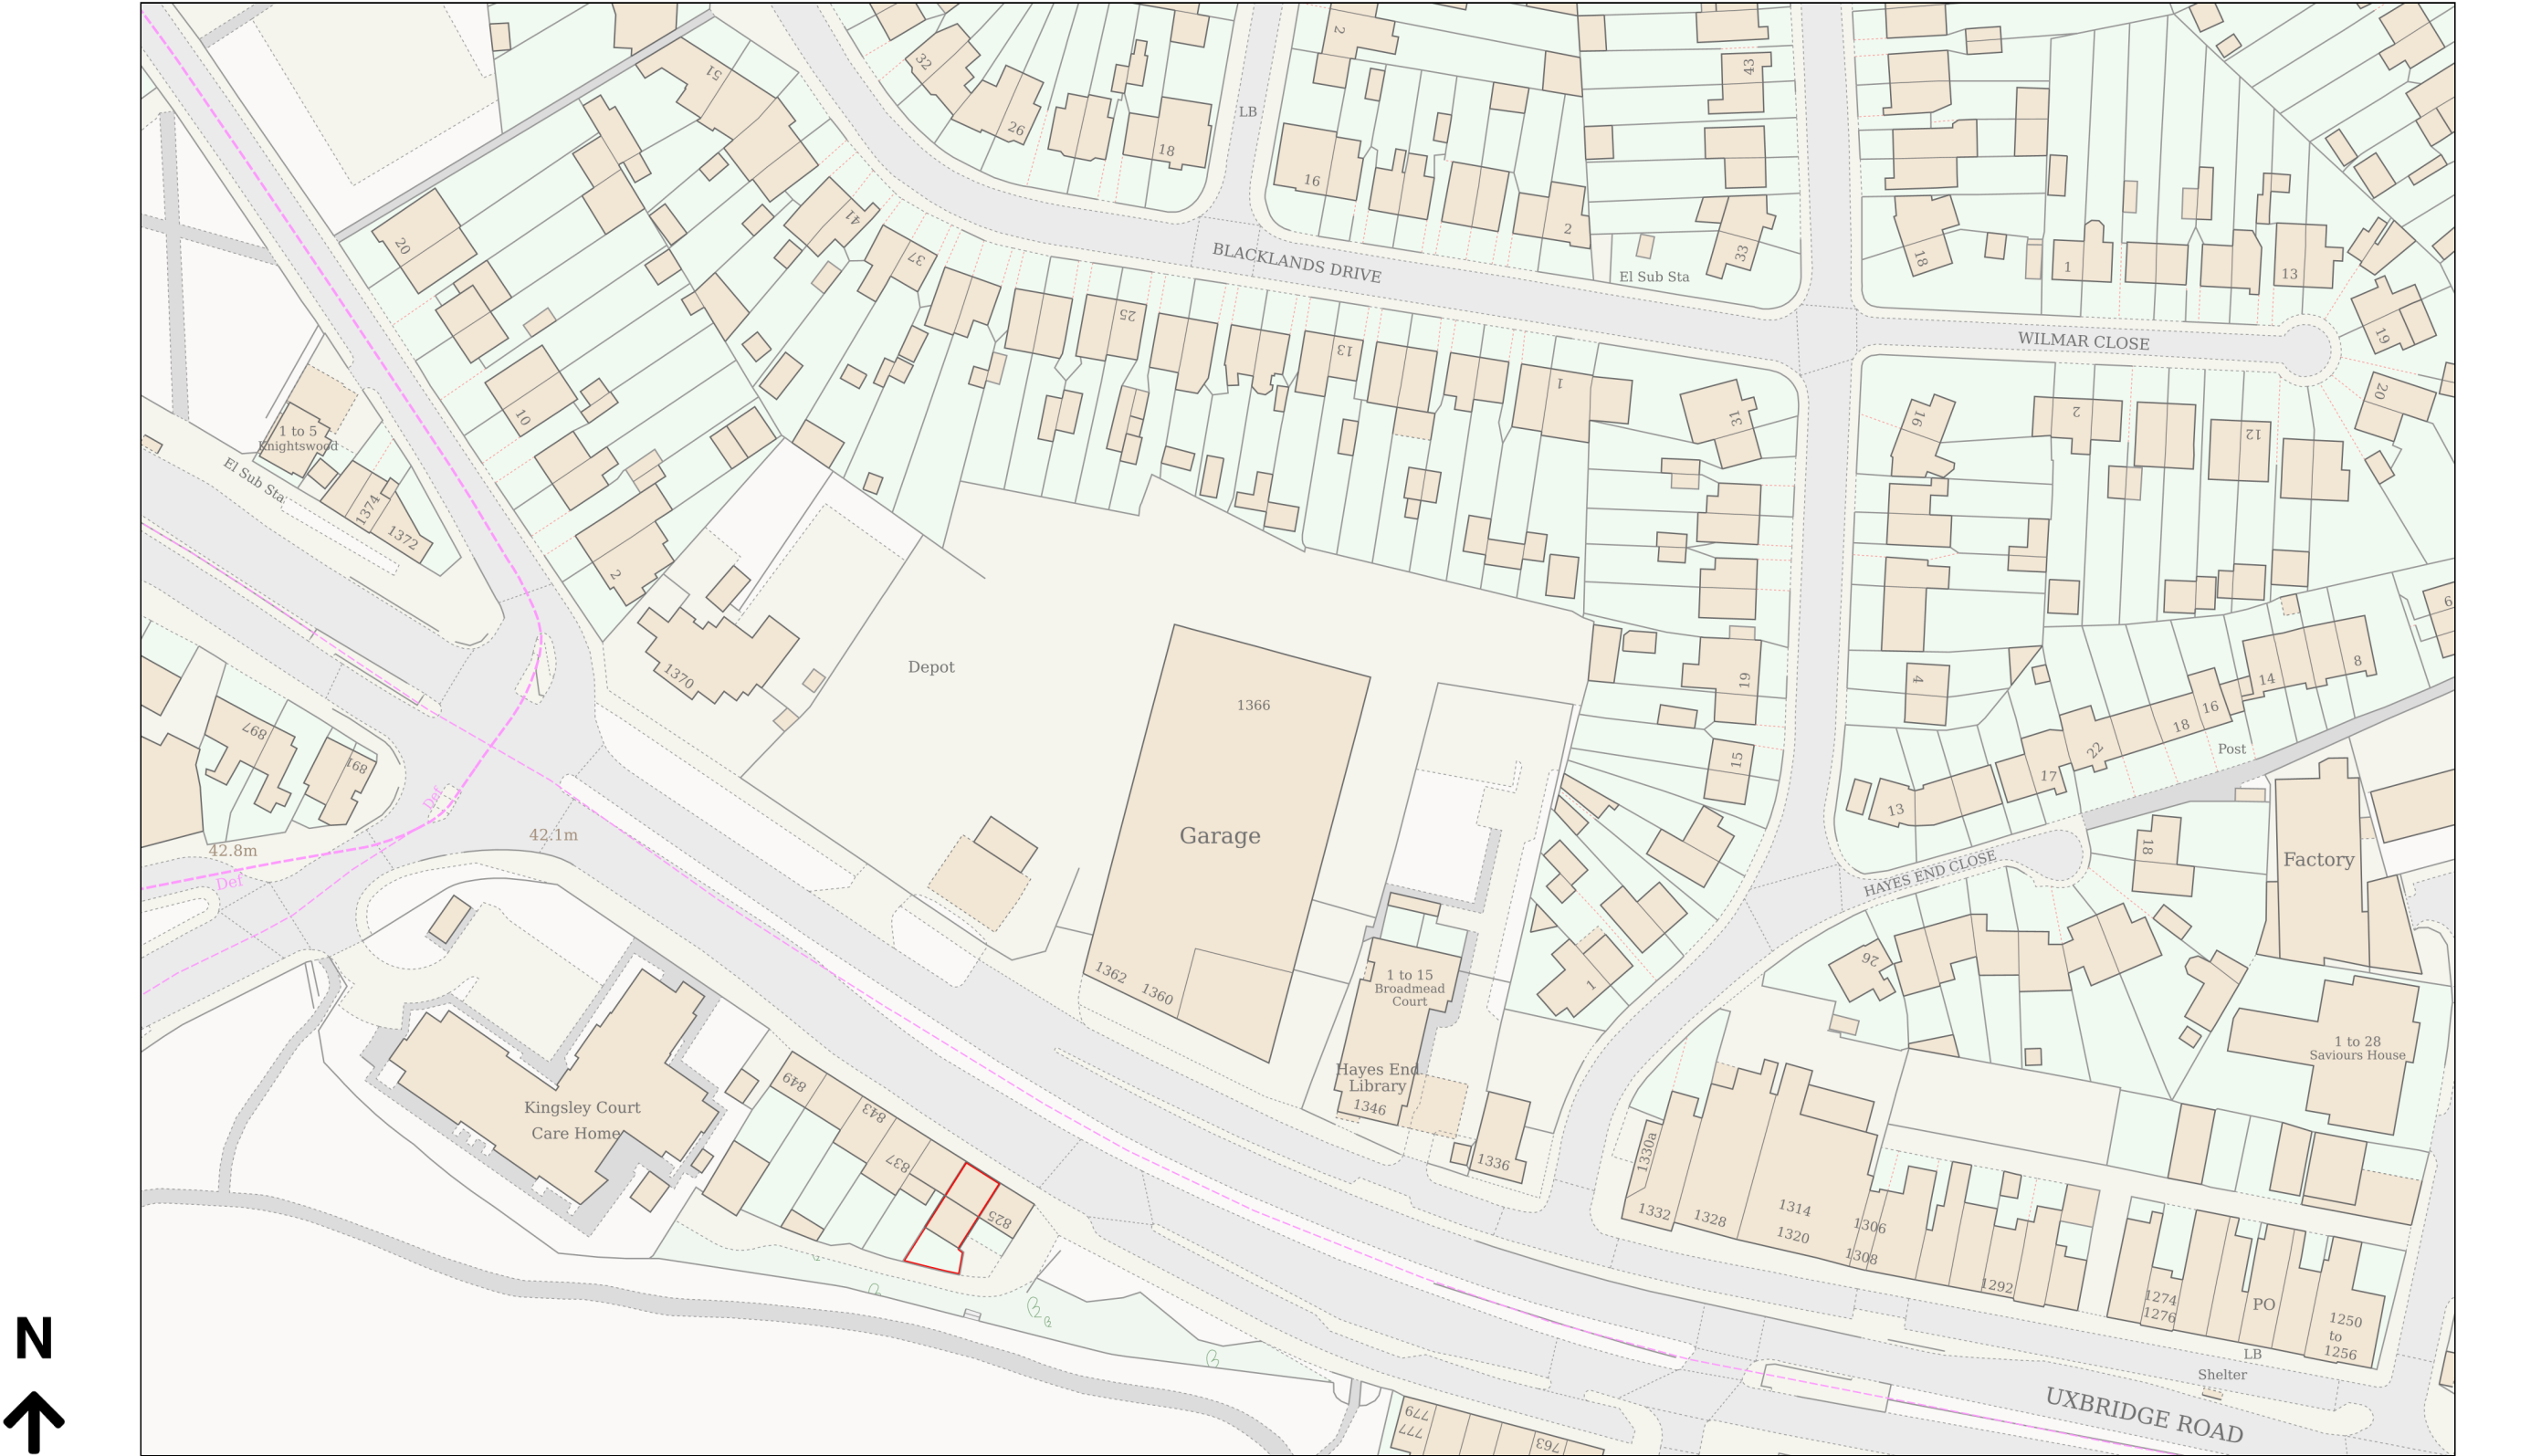 51
32
26
18
LB
2
16
2
43
33
El Sub Sta
18
1
13
19
20
41
37
25
13
1
BLACKLANDS DRIVE
WILMAR CLOSE
31
16
2
12
20
10
2
1 to 5
Knightswood
El Sub Sta
1374
1372
1370
Depot
1366
Garage
1362
1360
19
15
4
13
17
22
18
16
14
8
6
Post
HAYES END CLOSE
18
Factory
897
891
Def
42.1m
42.8m
Def
1 to 15
Broadmead
Court
Hayes End
Library
1346
1336
1
26
1 to 28
Saviours House
Kingsley Court
Care Home
849
843
837
825
1330a
1332
1328
1314
1320
1306
1308
1292
1274
1276
PO
1250
to
1256
LB
Shelter
UXBRIDGE ROAD
779
777
763
N